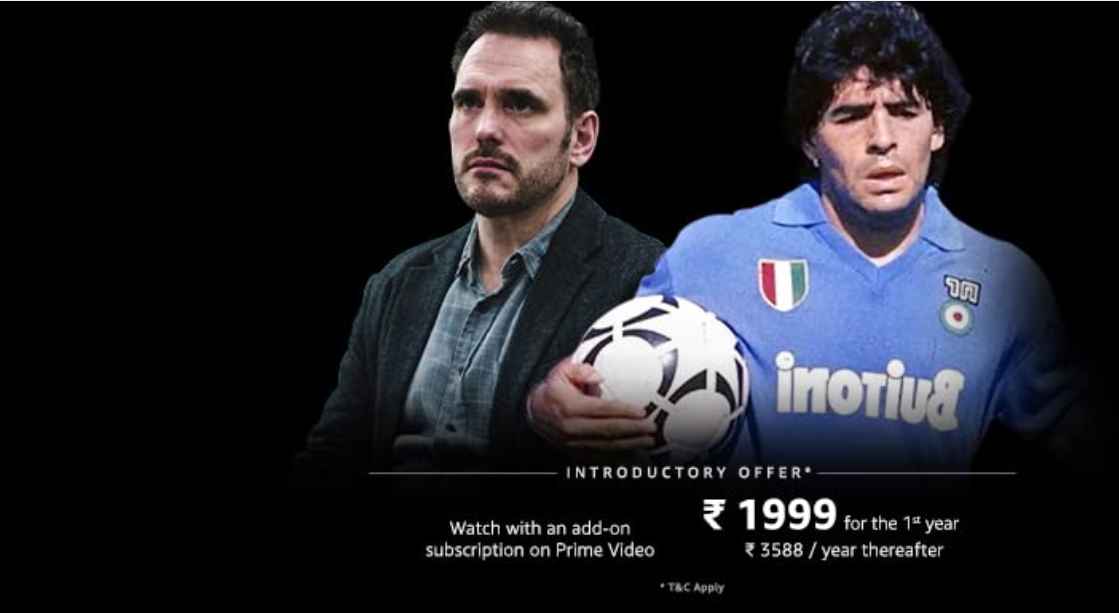 Buitoni
INTRODUCTORY OFFER*
Watch with an add-on
subscription on Prime Video
₹ 1999 for the 1st year
₹ 3588 / year thereafter
* T&C Apply